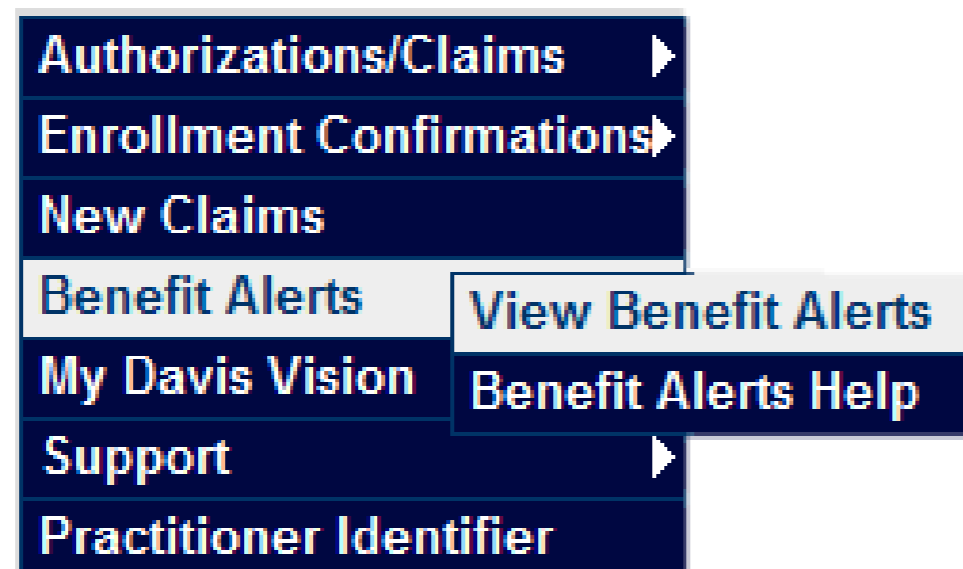 Authorizations/Claims
Enrollment Confirmations
New Claims
Benefit Alerts
View Benefit Alerts
My Davis Vision
Benefit Alerts Help
Support
Practitioner Identifier